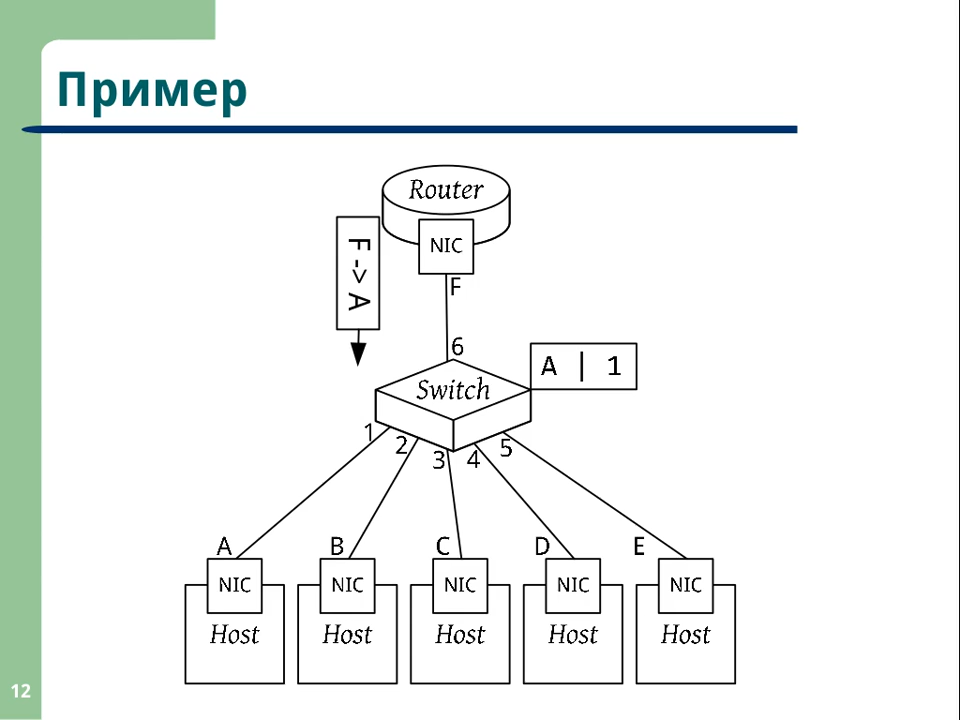 Пример
Router
NIC
F -> A
F
6
A | 1
Switch
1
2
3
4
5
A
B
C
D
E
NIC
NIC
NIC
NIC
NIC
Host
Host
Host
Host
Host
12